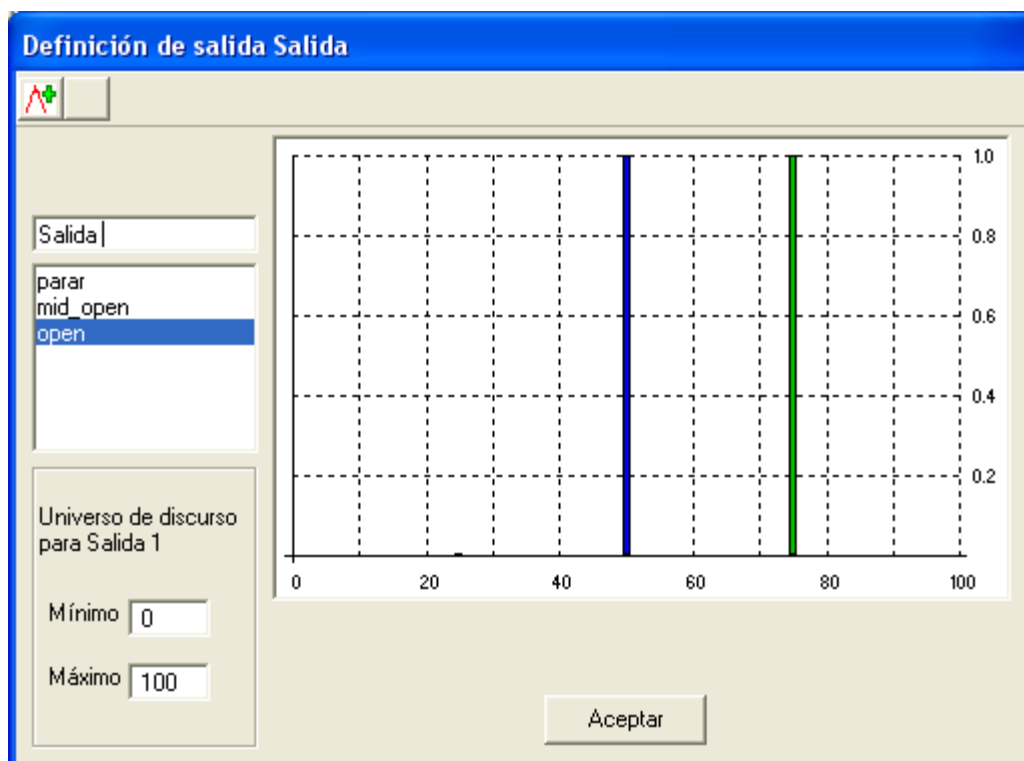 Definición de salida Salida
Salida
parar
mid_open
open
Universo de discurso
para Salida 1
Mínimo 0
Máximo 100
1.0
0.8
0.6
0.4
0.2
0 20 40 60 80 100
Aceptar